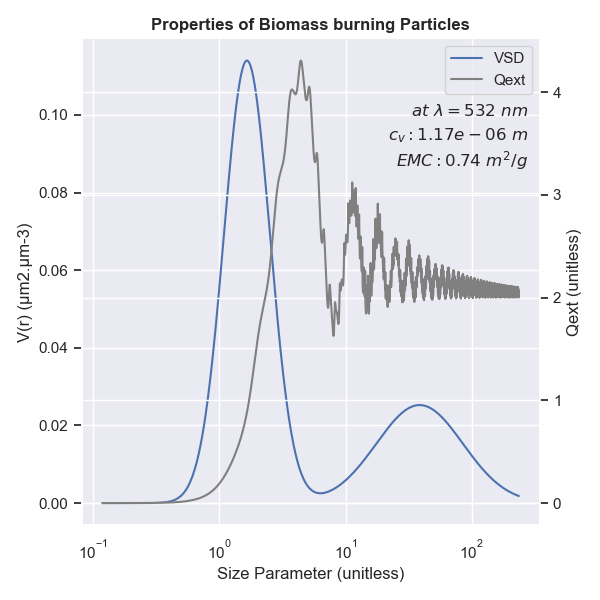 Properties of Biomass burning Particles
VSD
Qext
at λ = 532 nm
c_v : 1.17e − 06 m
EMC : 0.74 m²/g
0.10
0.08
0.06
0.04
0.02
0.00
V(r) (μm2.μm-3)
4
3
2
1
0
Qext (unitless)
10⁻¹
10⁰
10¹
10²
Size Parameter (unitless)